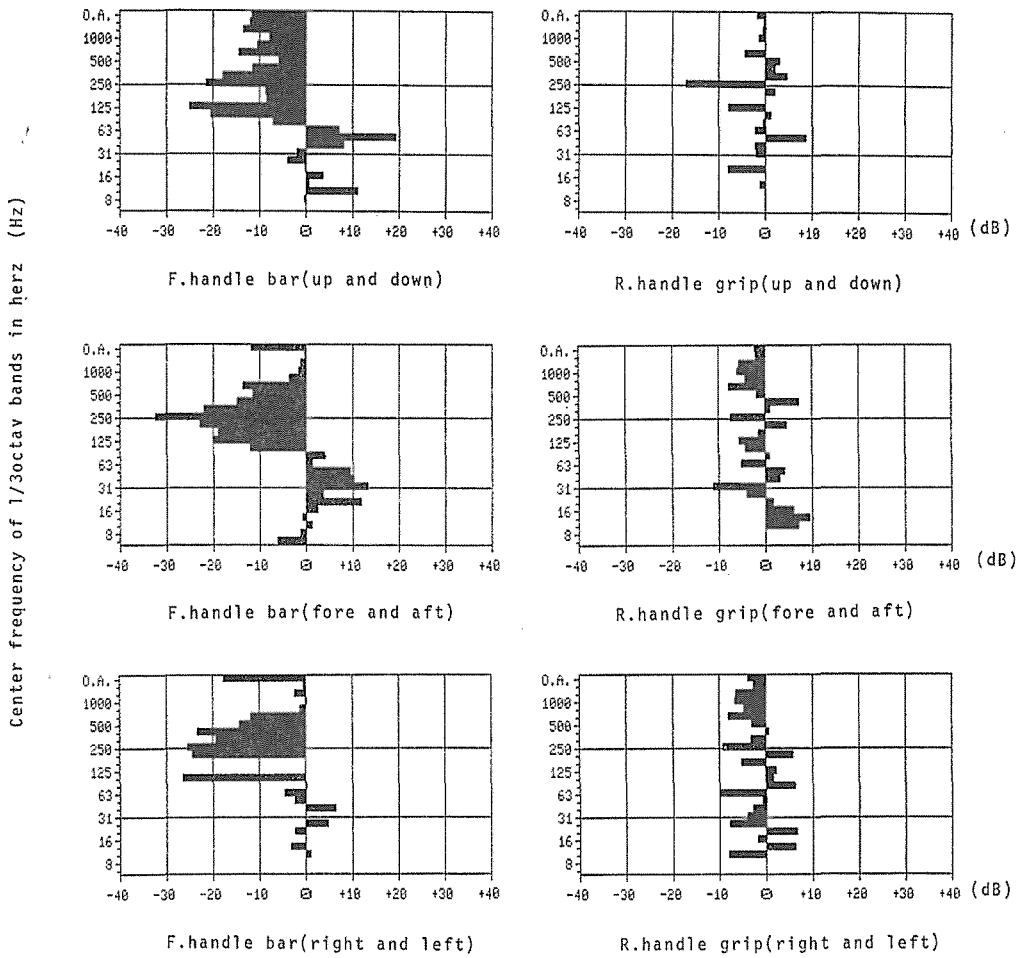 Center frequency of 1/3octav bands in herz (Hz)
O.A.
1000
500
250
125
63
31
16
8
-40 -30 -20 -10 0 +10 +20 +30 +40
F.handle bar(up and down)
O.A.
1000
500
250
125
63
31
16
8
-40 -30 -20 -10 0 +10 +20 +30 +40 (dB)
R.handle grip(up and down)
O.A.
1000
500
250
125
63
31
16
8
-40 -30 -20 -10 0 +10 +20 +30 +40
F.handle bar(fore and aft)
O.A.
1000
500
250
125
63
31
16
8
-40 -30 -20 -10 0 +10 +20 +30 +40 (dB)
R.handle grip(fore and aft)
O.A.
1000
500
250
125
63
31
16
8
-40 -30 -20 -10 0 +10 +20 +30 +40
F.handle bar(right and left)
O.A.
1000
500
250
125
63
31
16
8
-40 -30 -20 -10 0 +10 +20 +30 +40 (dB)
R.handle grip(right and left)